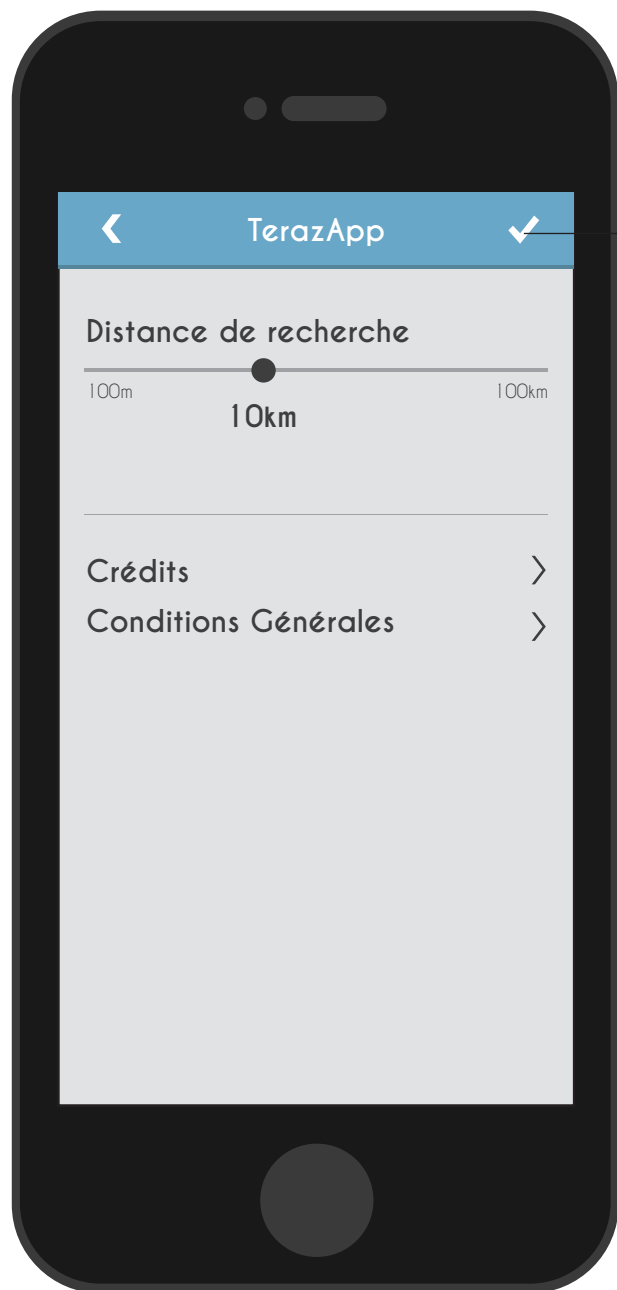 TerazApp
Distance de recherche
100m 100km
10km
Crédits
Conditions Générales